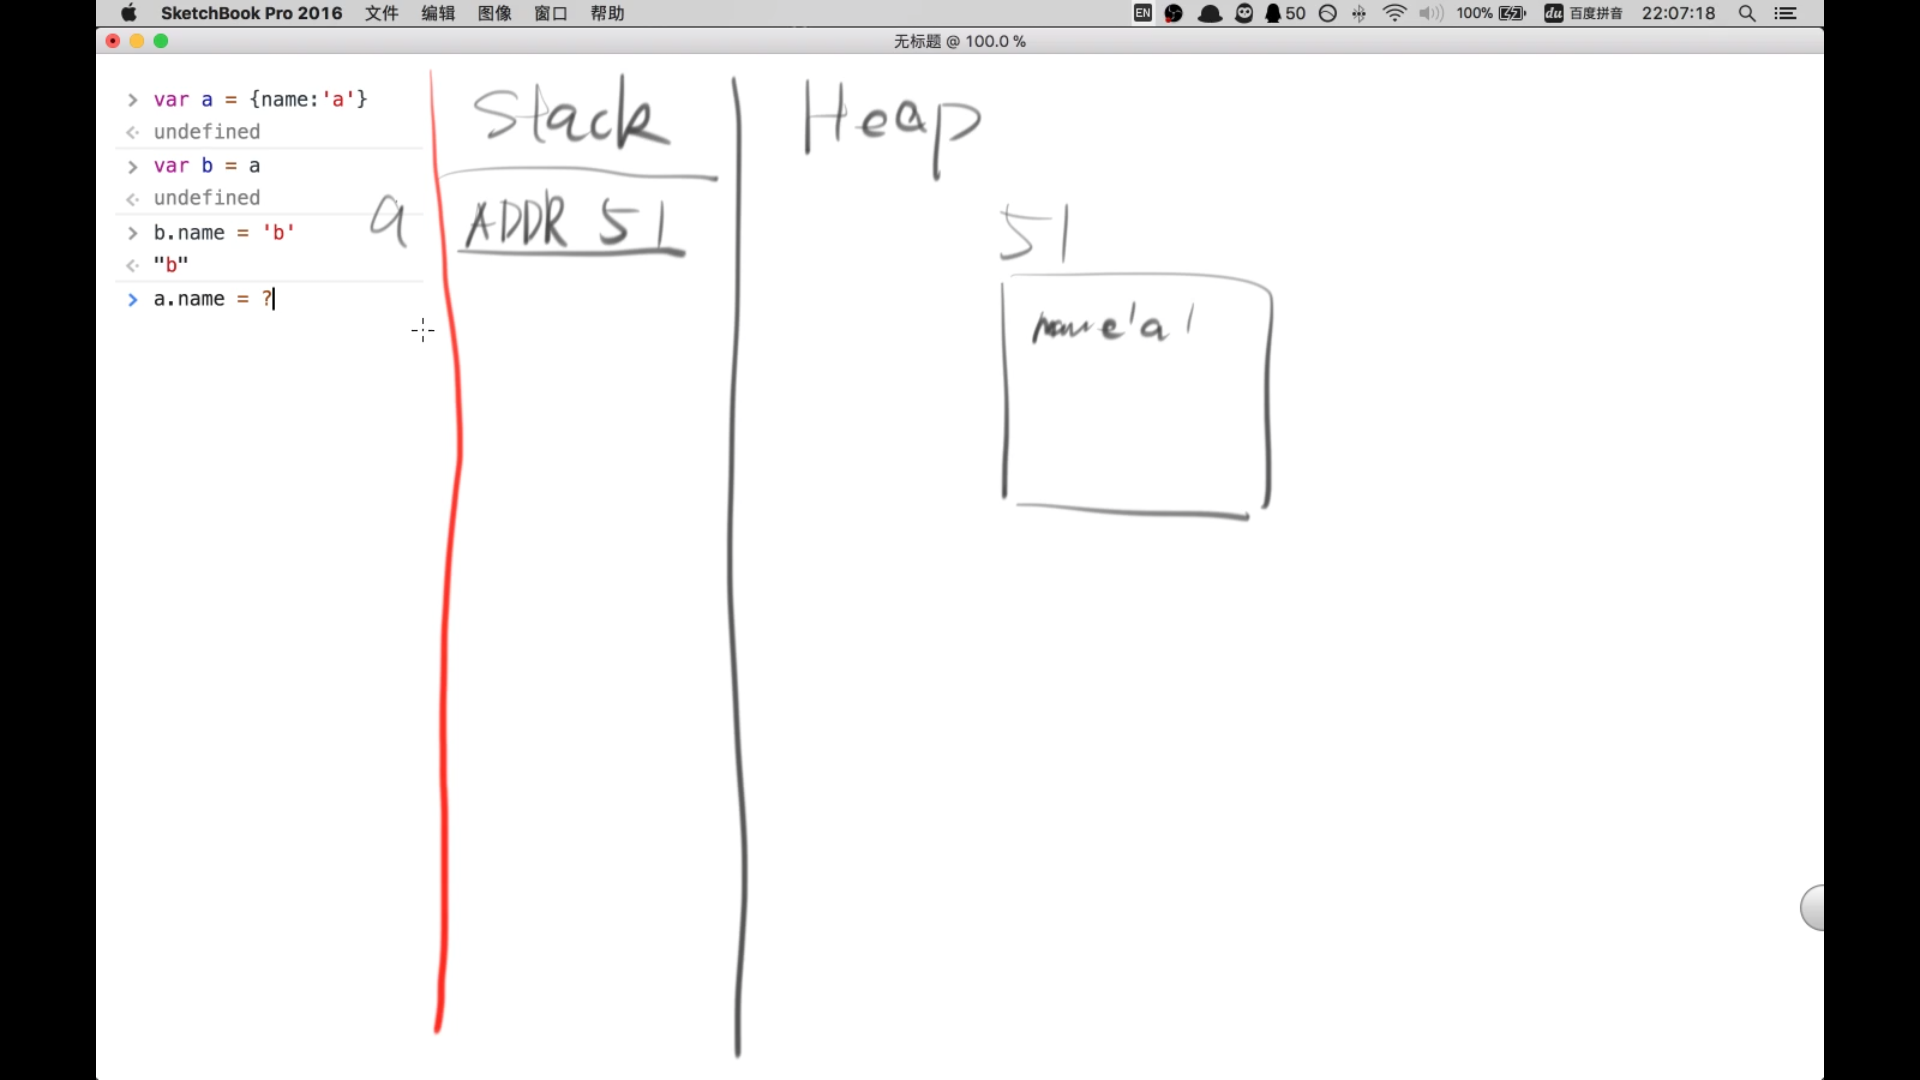 SketchBook Pro 2016 文件 编辑 图像 窗口 帮助 EN 50 100% du 百度拼音 22:07:18
无标题 @ 100.0 %
> var a = {name:'a'}
undefined
> var b = a
undefined
> b.name = 'b'
"b"
> a.name = ?
Stack
Heap
a
ADDR 51
51
name 'a'